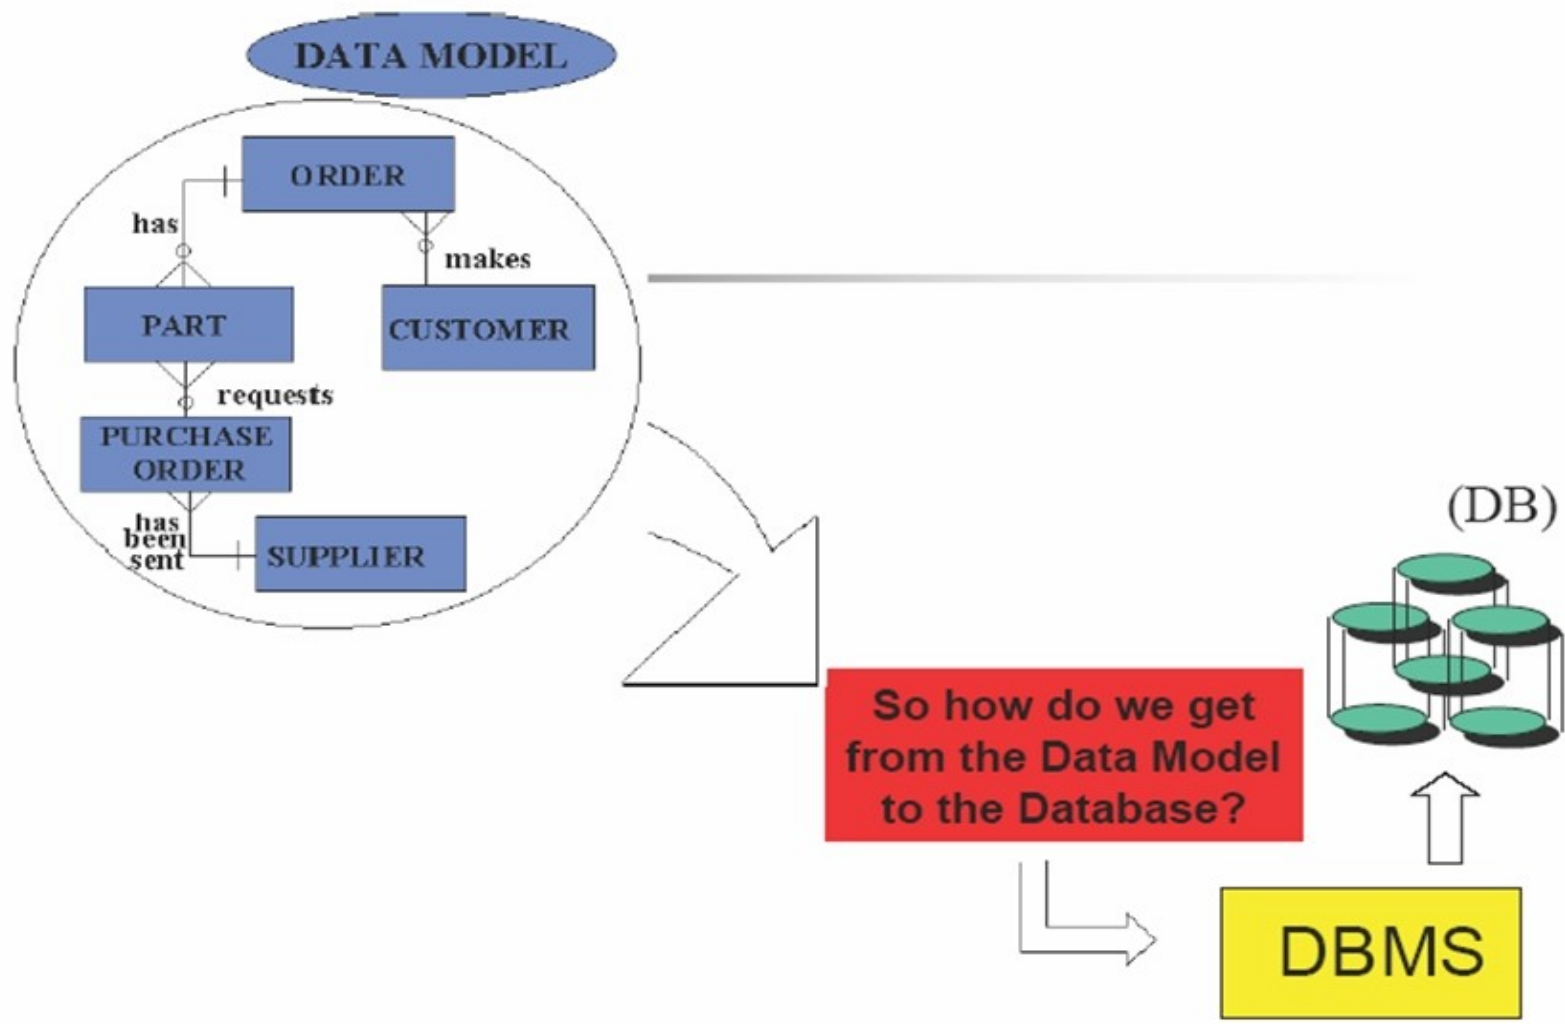 DATA MODEL
ORDER
has
makes
PART
CUSTOMER
requests
PURCHASE
ORDER
has
been
sent
SUPPLIER
(DB)
So how do we get
from the Data Model
to the Database?
DBMS